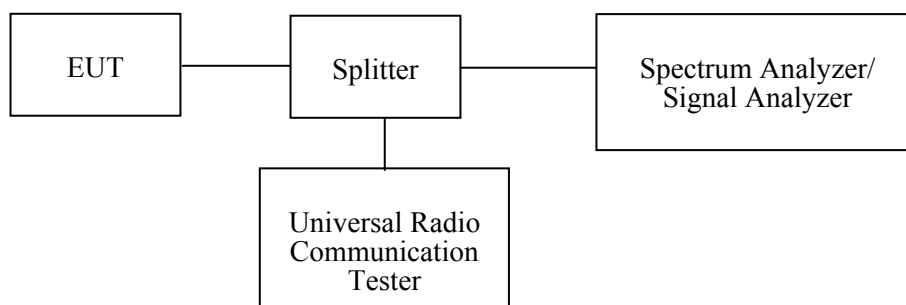 EUT
Splitter
Spectrum Analyzer/
Signal Analyzer
Universal Radio
Communication
Tester